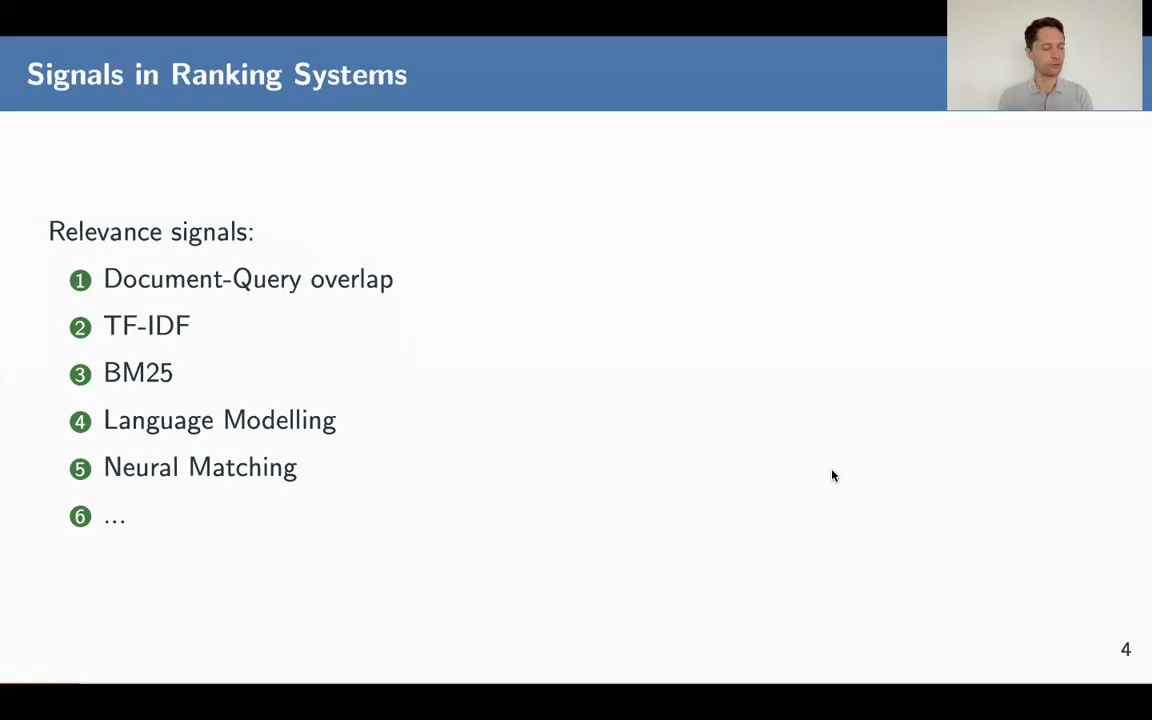 Signals in Ranking Systems
Relevance signals:
1 Document-Query overlap
2 TF-IDF
3 BM25
4 Language Modelling
5 Neural Matching
6 ...
4